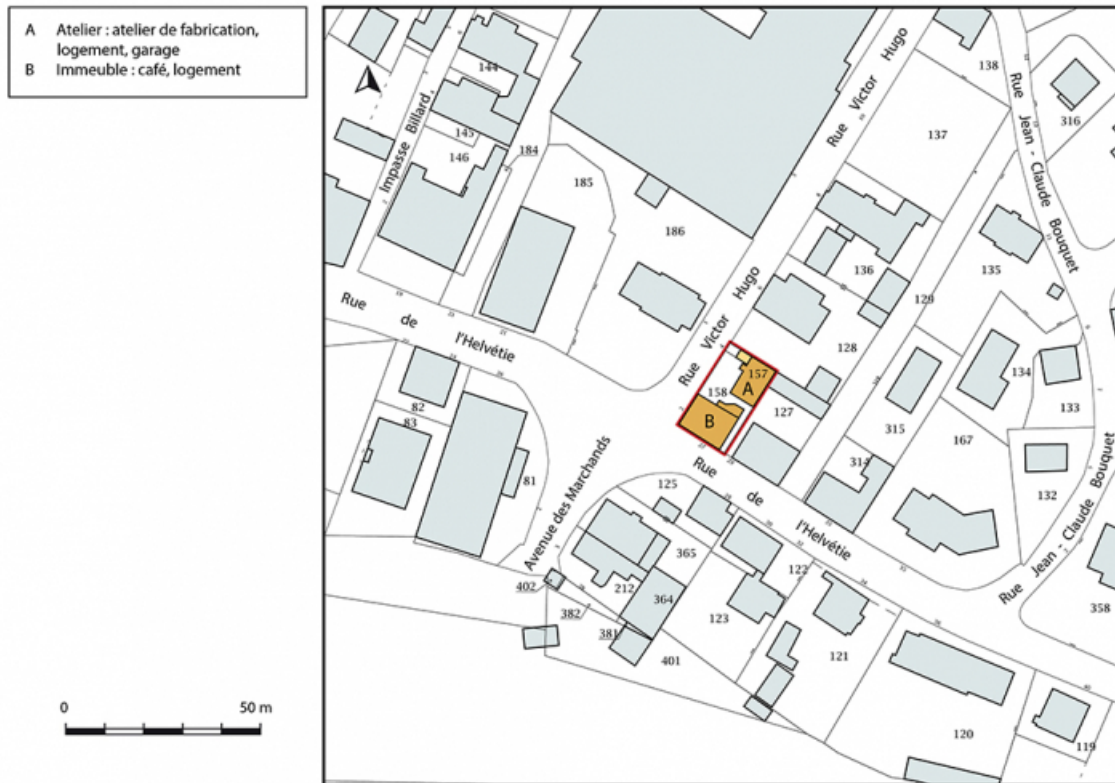 A Atelier : atelier de fabrication,
logement, garage
B Immeuble : café, logement
0 50 m
144
145
146
184
185
186
Impasse Billard
Rue Victor Hugo
138
137
316
Rue Jean - Claude Bouquet
136
135
129
128
Rue de l'Helvétie
Rue Victor Hugo
157
A
158
B
127
315
134
133
167
132
314
82
83
81
Avenue des Marchands
125
Rue de l'Helvétie
365
122
Rue Jean - Claude Bouquet
402
212
364
382
381
123
401
121
358
120
119